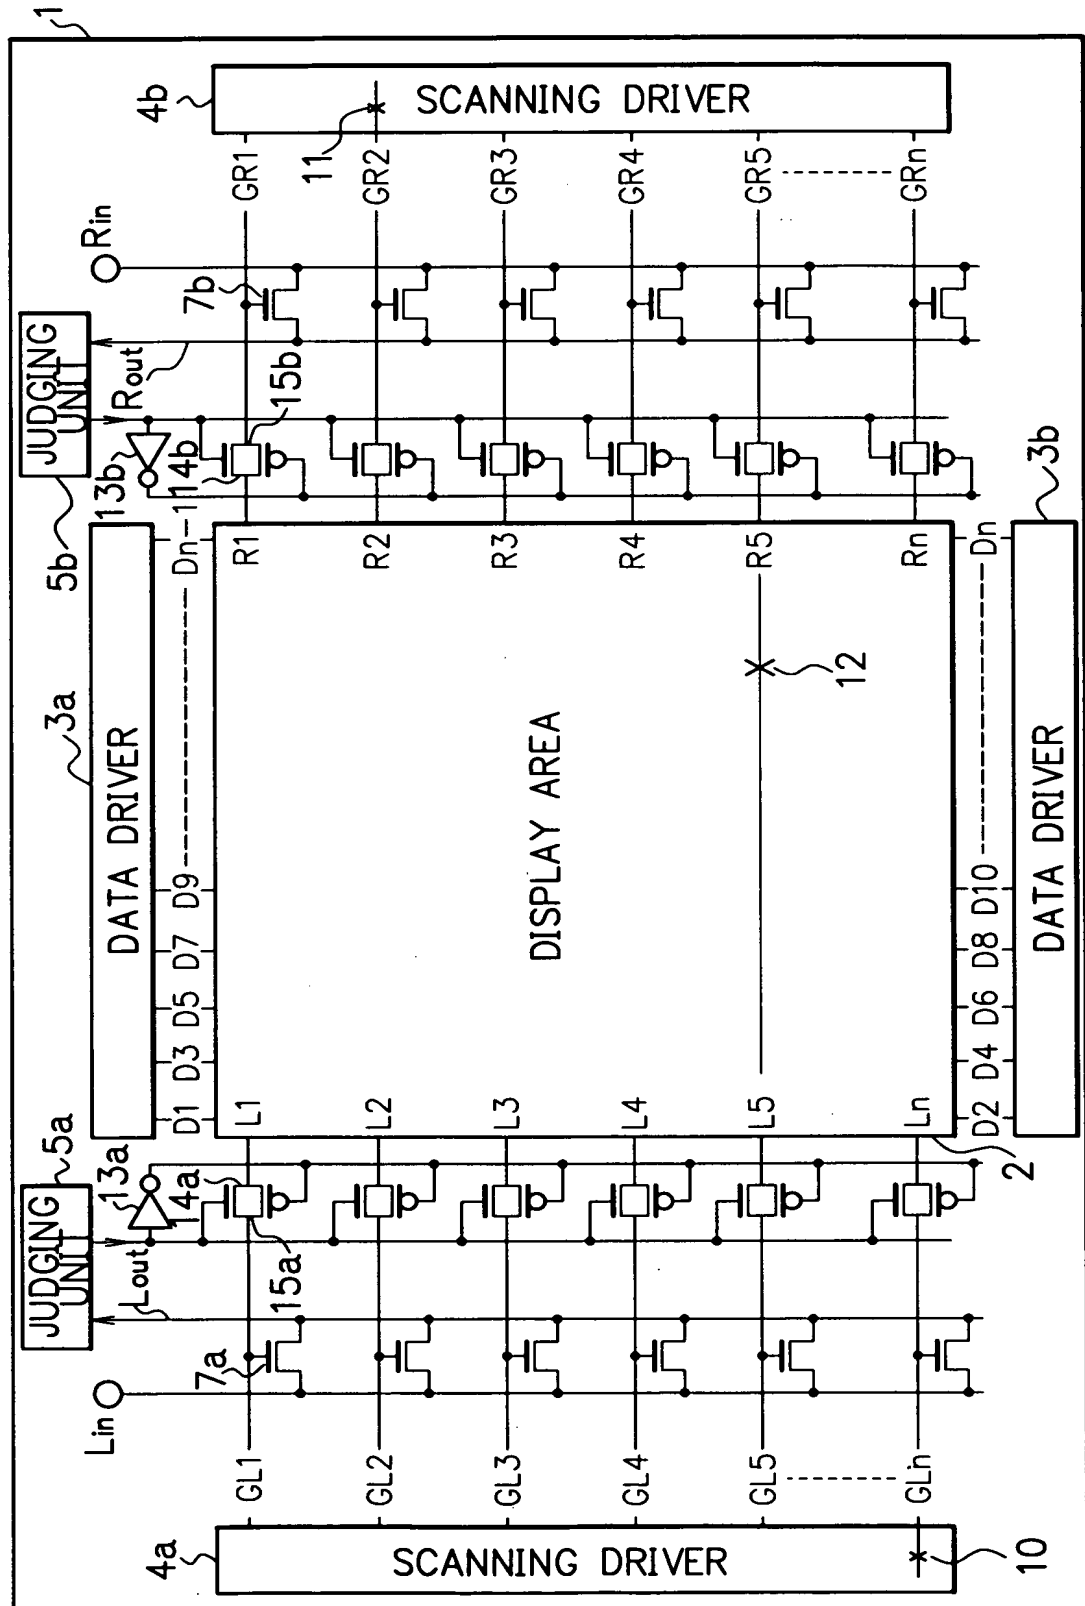 1
4b
SCANNING DRIVER
11
GR1
GR2
GR3
GR4
GR5
GRn
Rin
7b
JUDGING
UNIT
5b
Rout
13b
14b
15b
3a
DATA DRIVER
D1
D3
D5
D7
D9
Dn-1
R1
R2
R3
R4
R5
Rn
DISPLAY AREA
12
L1
L2
L3
L4
L5
Ln
2
D2
D4
D6
D8
D10
Dn
DATA DRIVER
3b
5a
JUDGING
UNIT
13a
4a
15a
Lout
7a
Lin
GL1
GL2
GL3
GL4
GL5
GLn
4a
SCANNING DRIVER
10